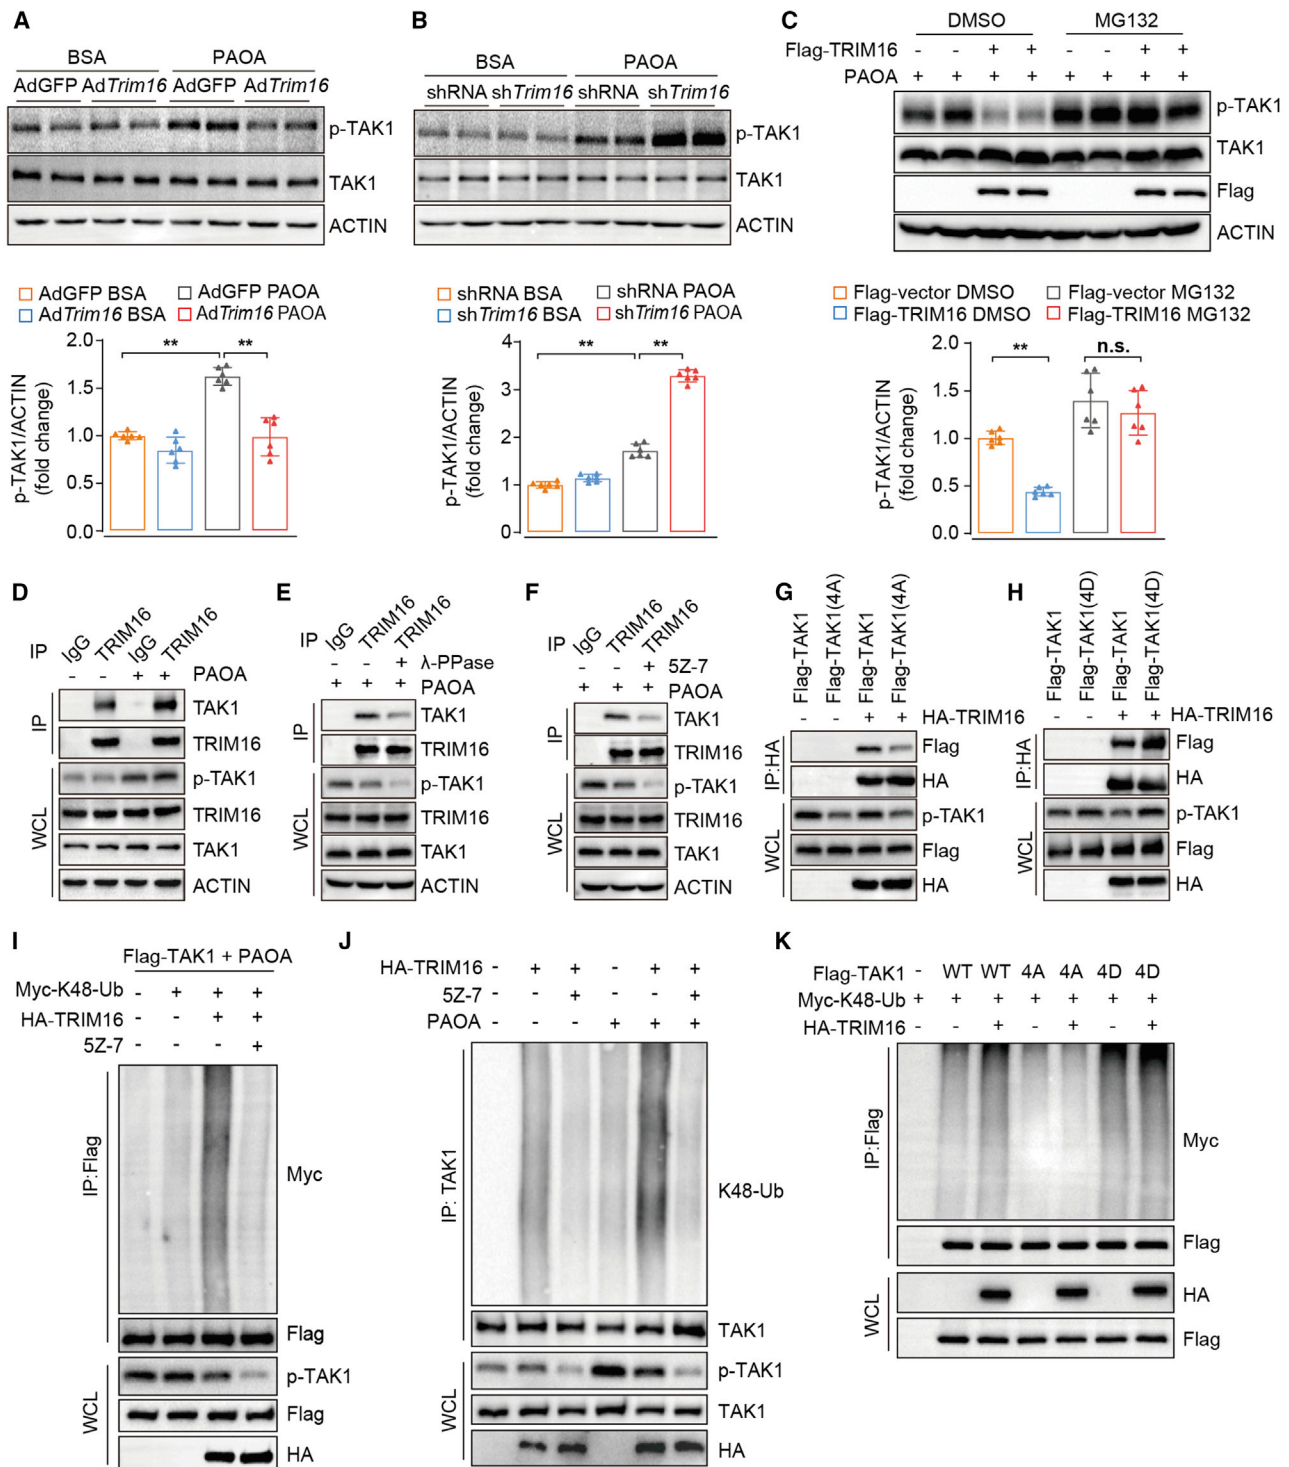 A
BSA PAOA
AdGFP AdTrim16 AdGFP AdTrim16
p-TAK1
TAK1
ACTIN
AdGFP BSA AdGFP PAOA
AdTrim16 BSA AdTrim16 PAOA
p-TAK1/ACTIN
(fold change)
2.0
1.5
1.0
0.5
0.0
** **
B
BSA PAOA
shRNA shTrim16 shRNA shTrim16
p-TAK1
TAK1
ACTIN
shRNA BSA shRNA PAOA
shTrim16 BSA shTrim16 PAOA
p-TAK1/ACTIN
(fold change)
4
3
2
1
0
** **
C
DMSO MG132
Flag-TRIM16 - - + + - - + +
PAOA + + + + + + + +
p-TAK1
TAK1
Flag
ACTIN
Flag-vector DMSO Flag-vector MG132
Flag-TRIM16 DMSO Flag-TRIM16 MG132
p-TAK1/ACTIN
(fold change)
2.0
1.5
1.0
0.5
0.0
** n.s.
D
IP IgG TRIM16 IgG TRIM16
- - + + PAOA
IP
TAK1
TRIM16
WCL
p-TAK1
TRIM16
TAK1
ACTIN
E
IP IgG TRIM16 TRIM16
- - + λ-PPase
+ + + PAOA
IP
TAK1
TRIM16
WCL
p-TAK1
TRIM16
TAK1
ACTIN
F
IP IgG TRIM16 TRIM16
- - + 5Z-7
+ + + PAOA
IP
TAK1
TRIM16
WCL
p-TAK1
TRIM16
TAK1
ACTIN
G
Flag-TAK1 Flag-TAK1(4A) Flag-TAK1 Flag-TAK1(4A)
- - + + HA-TRIM16
IP:HA
Flag
HA
WCL
p-TAK1
Flag
HA
H
Flag-TAK1 Flag-TAK1(4D) Flag-TAK1 Flag-TAK1(4D)
- - + + HA-TRIM16
IP:HA
Flag
HA
WCL
p-TAK1
Flag
HA
I
Flag-TAK1 + PAOA
Myc-K48-Ub - + + +
HA-TRIM16 - - + +
5Z-7 - - - +
IP:Flag
Myc
Flag
WCL
p-TAK1
Flag
HA
J
HA-TRIM16 - + + - + +
5Z-7 - - + - - +
PAOA - - - + + +
IP: TAK1
K48-Ub
TAK1
WCL
p-TAK1
TAK1
HA
K
Flag-TAK1 - WT WT 4A 4A 4D 4D
Myc-K48-Ub + + + + + + +
HA-TRIM16 - - + - + - +
IP:Flag
Myc
Flag
WCL
HA
Flag